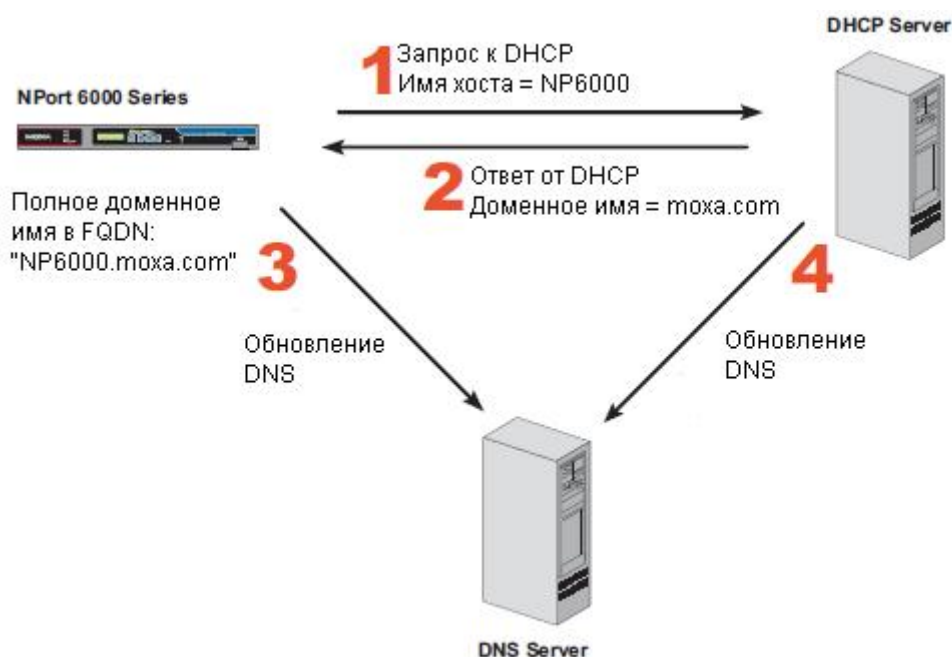 DHCP Server
1 Запрос к DHCP
Имя хоста = NP6000
NPort 6000 Series
MOXA
2 Ответ от DHCP
Доменное имя = moxa.com
Полное доменное
имя в FQDN:
"NP6000.moxa.com"
3
4
Обновление
DNS
Обновление
DNS
DNS Server